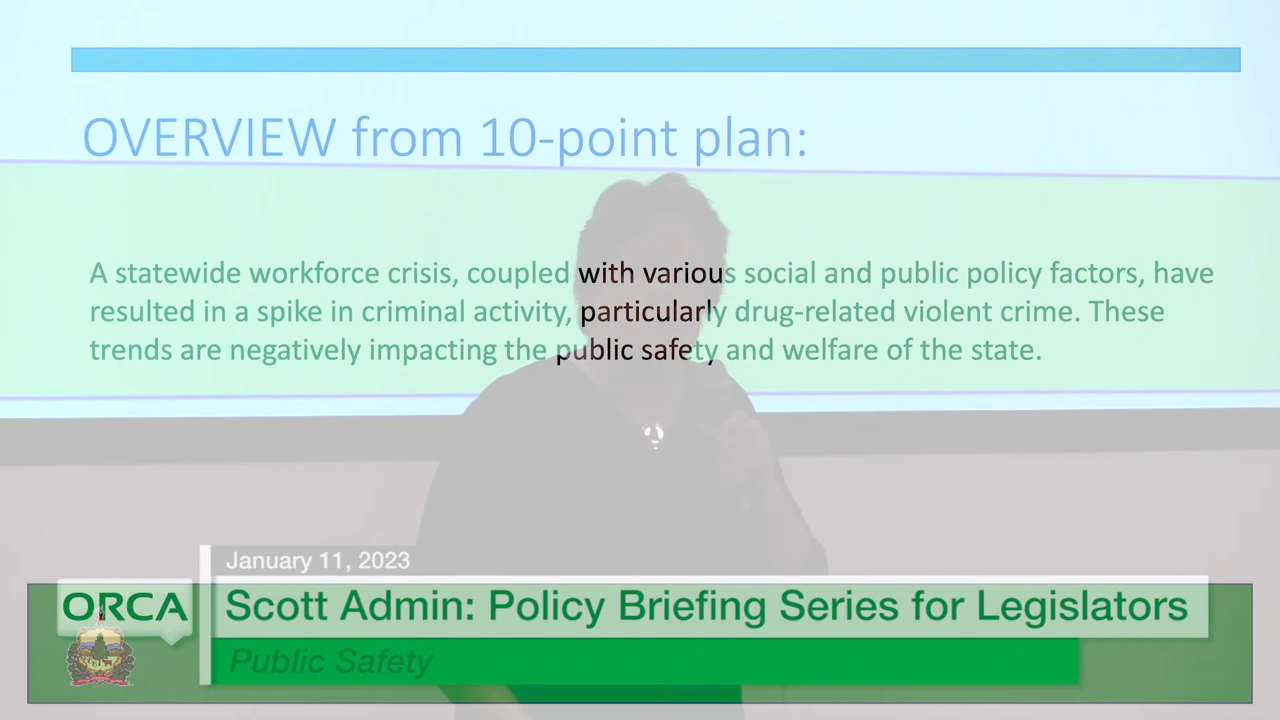 OVERVIEW from 10-point plan:
A statewide workforce crisis, coupled with various social and public policy factors, have
resulted in a spike in criminal activity, particularly drug-related violent crime. These
trends are negatively impacting the public safety and welfare of the state.
January 11, 2023
ORCA
Scott Admin: Policy Briefing Series for Legislators
Public Safety